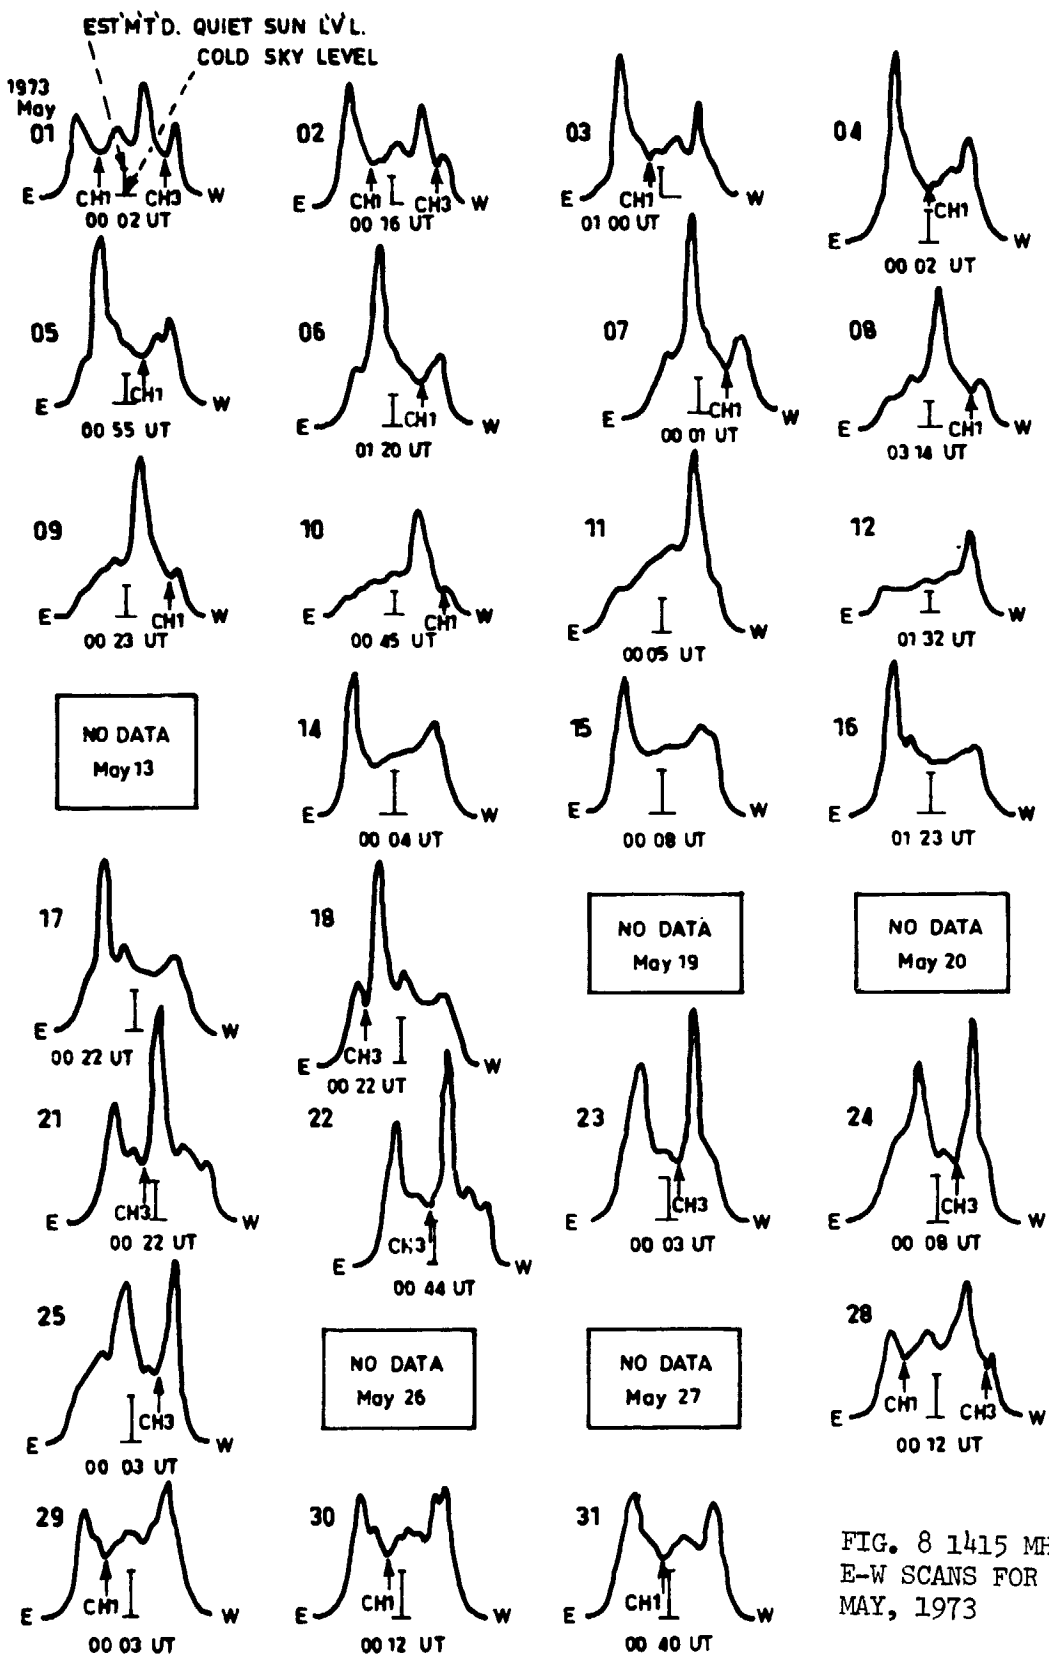 EST'M'T'D. QUIET SUN L'V'L.
COLD SKY LEVEL
1973
May
01
E CH1 CH3 W
00 02 UT
02
E CH1 CH3 W
00 16 UT
03
E CH1 W
01 00 UT
04
E CH1 W
00 02 UT
05
E CH1 W
00 55 UT
06
E CH1 W
01 20 UT
07
E CH1 W
00 01 UT
08
E CH1 W
03 14 UT
09
E CH1 W
00 23 UT
10
E CH1 W
00 45 UT
11
E W
00 05 UT
12
E W
01 32 UT
NO DATA
May 13
14
E W
00 04 UT
15
E W
00 08 UT
16
E W
01 23 UT
17
E W
00 22 UT
18
E CH3 W
00 22 UT
NO DATA
May 19
NO DATA
May 20
21
E CH3 W
00 22 UT
22
E CH3 W
00 44 UT
23
E CH3 W
00 03 UT
24
E CH3 W
00 08 UT
25
E CH3 W
00 03 UT
NO DATA
May 26
NO DATA
May 27
28
E CH1 CH3 W
00 12 UT
29
E CH1 W
00 03 UT
30
E CH1 W
00 12 UT
31
E CH1 W
00 40 UT
FIG. 8 1415 MH
E-W SCANS FOR
MAY, 1973